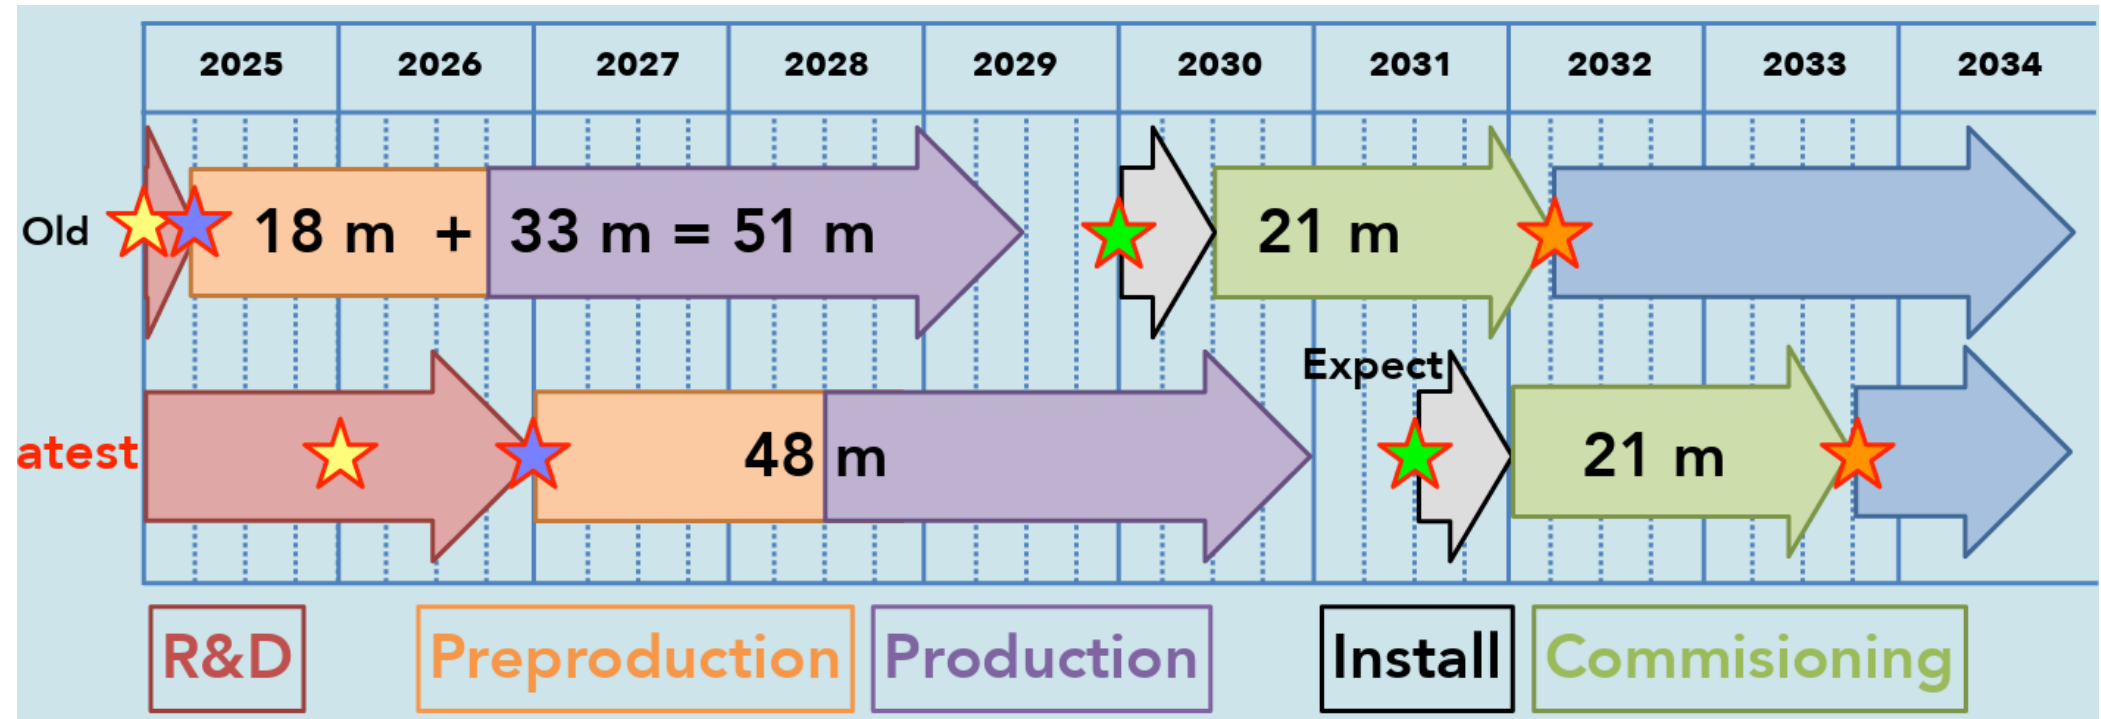 2025 2026 2027 2028 2029 2030 2031 2032 2033 2034
Old 18 m + 33 m = 51 m 21 m
Expect
atest 48 m 21 m
R&D Preproduction Production Install Commisioning